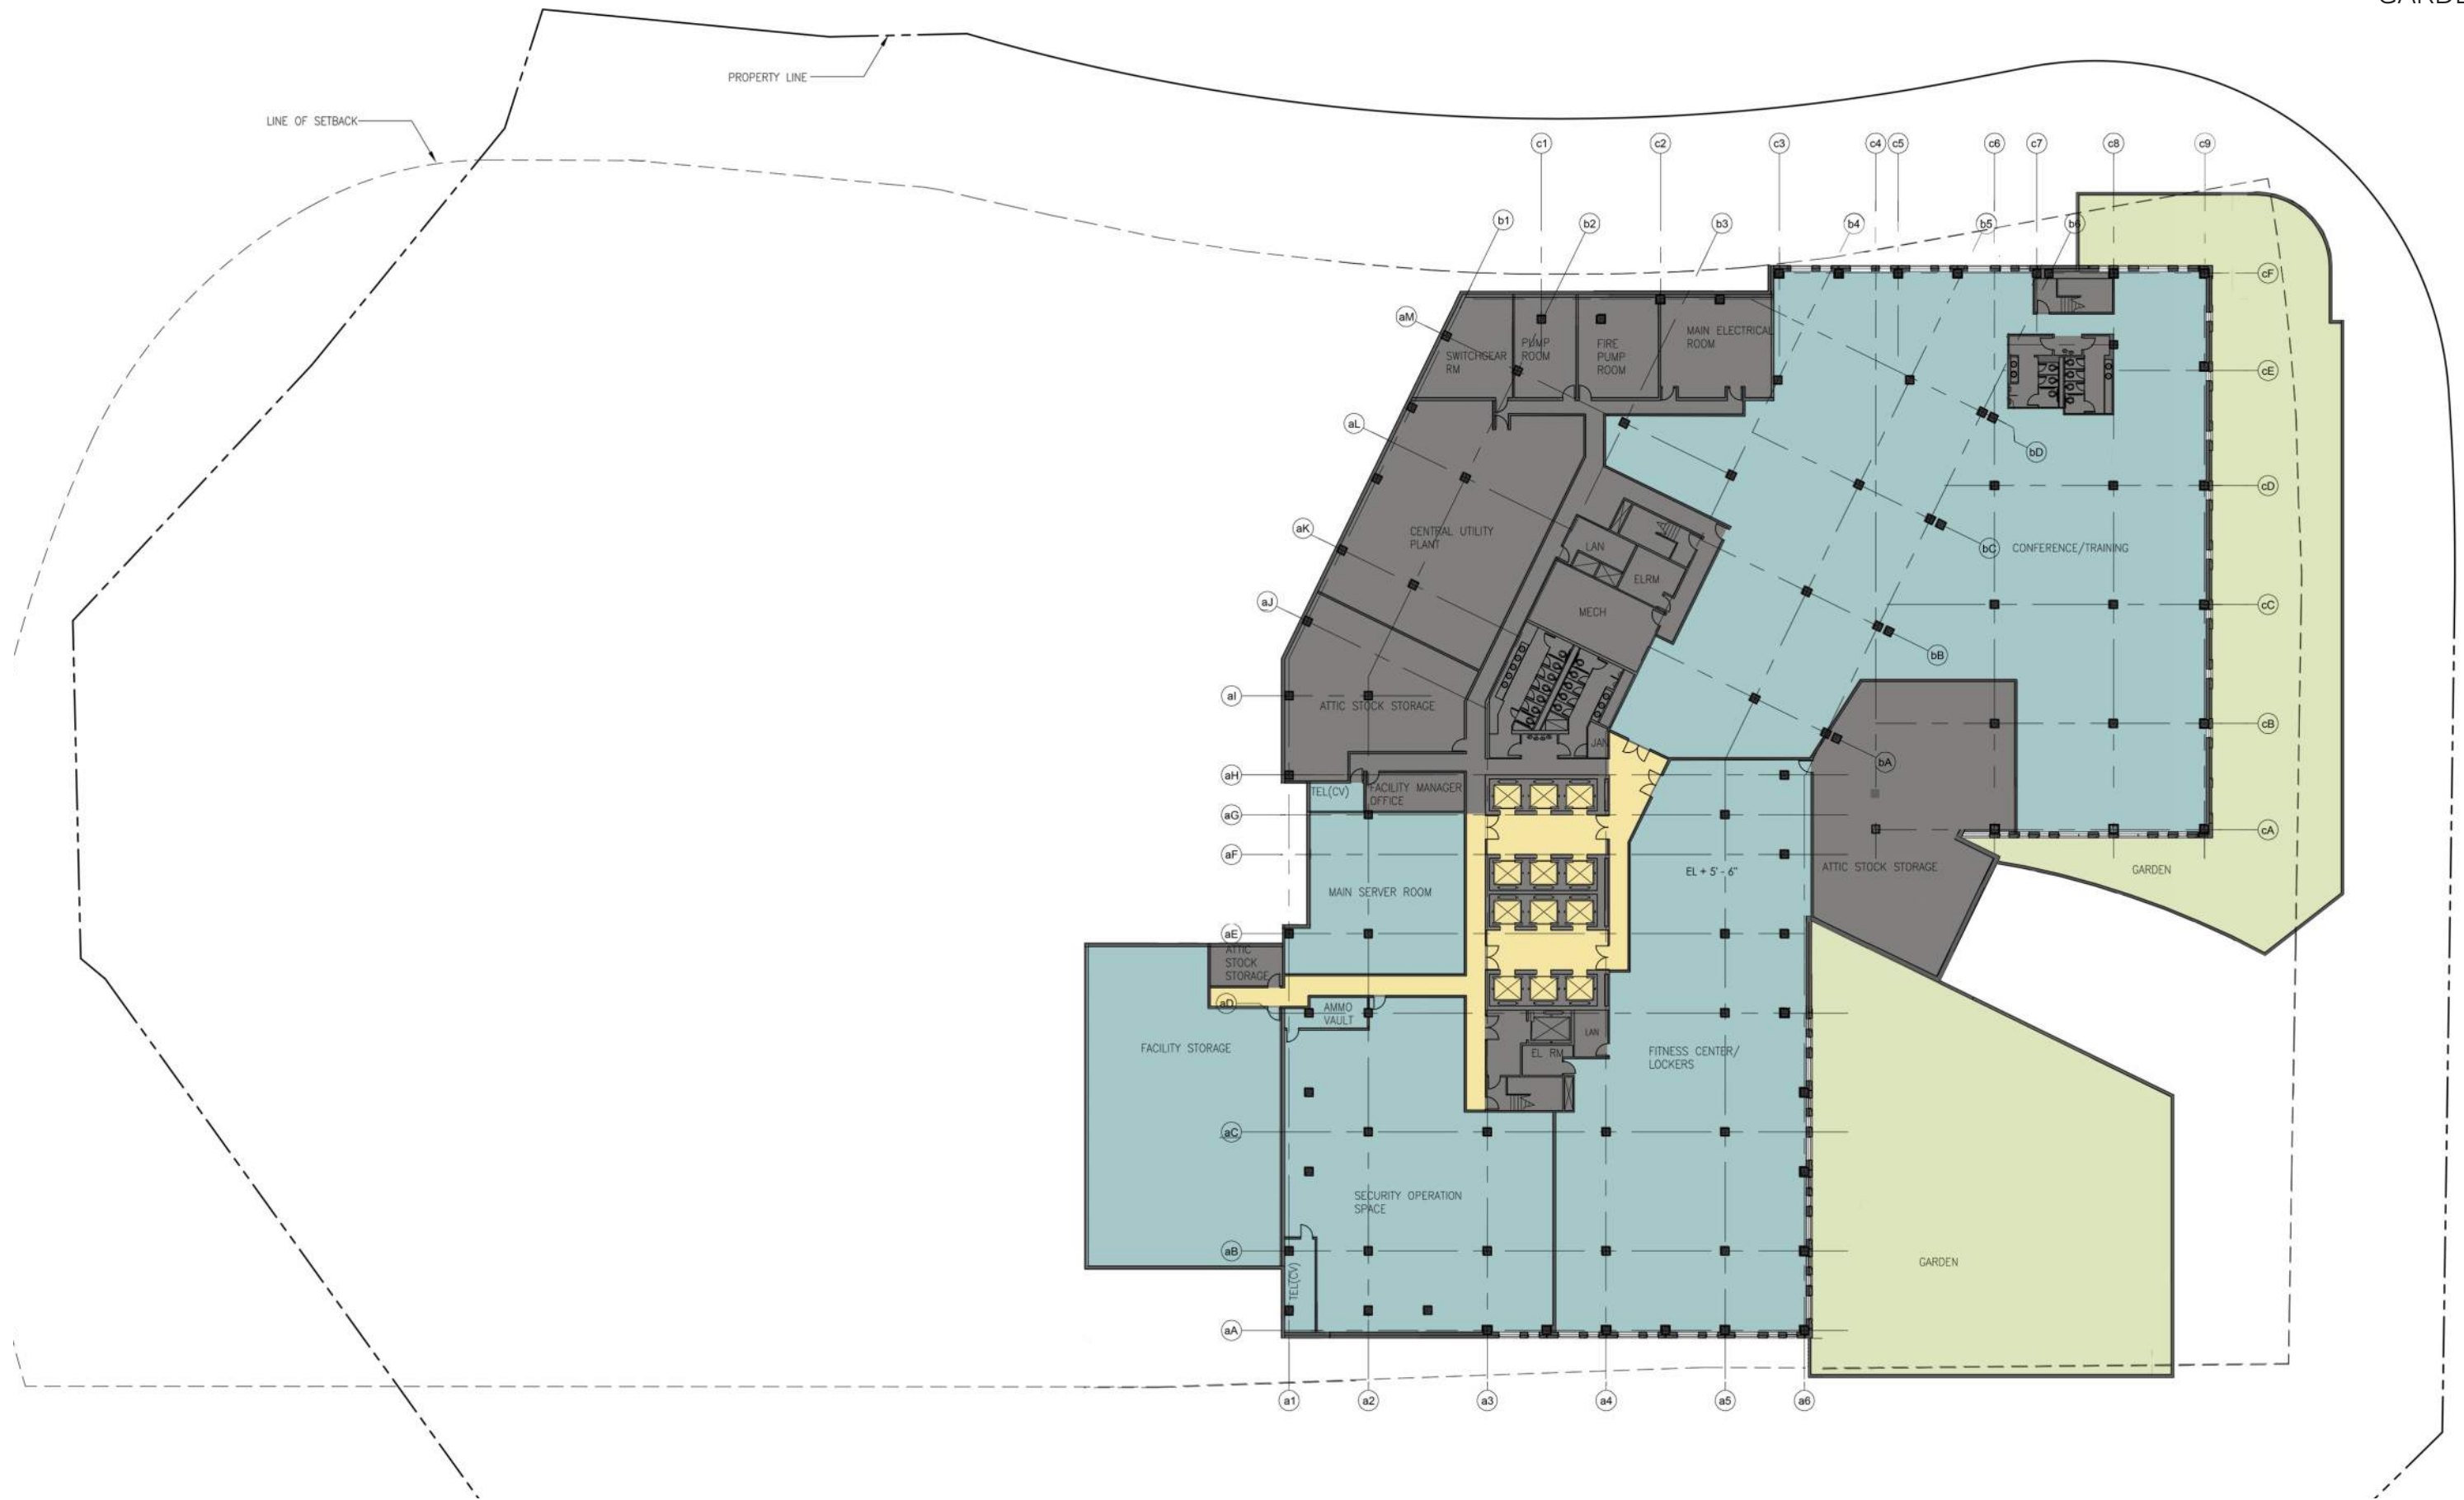 PROPERTY LINE
LINE OF SETBACK
c1
c2
c3
c4
c5
c6
c7
c8
c9
b1
b2
b3
b4
b5
b6
cF
aM
MAIN ELECTRICAL
ROOM
PUMP
ROOM
FIRE
PUMP
ROOM
SWITCHGEAR
RM
cE
aL
bD
cD
aK
CENTRAL UTILITY
PLANT
LAN
bC
CONFERENCE/TRAINING
ELRM
aJ
MECH
cC
bB
aI
ATTIC STOCK STORAGE
cB
JAN
bA
aH
TEL(CV)
FACILITY MANAGER
OFFICE
aG
cA
aF
EL + 5' - 6"
ATTIC STOCK STORAGE
GARDEN
MAIN SERVER ROOM
aE
ATTIC
STOCK
STORAGE
aD
AMMO
VAULT
LAN
FACILITY STORAGE
EL RM
FITNESS CENTER/
LOCKERS
aC
SECURITY OPERATION
SPACE
aB
TEL(CV)
GARDEN
aA
a1
a2
a3
a4
a5
a6